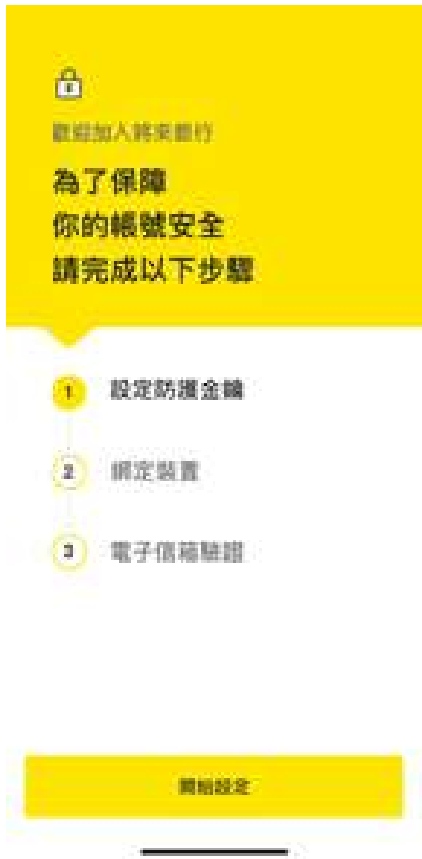 歡迎加入將來銀行
為了保障
你的帳號安全
請完成以下步驟
1 設定防護金鑰
2 綁定裝置
3 電子信箱驗證
開始設定